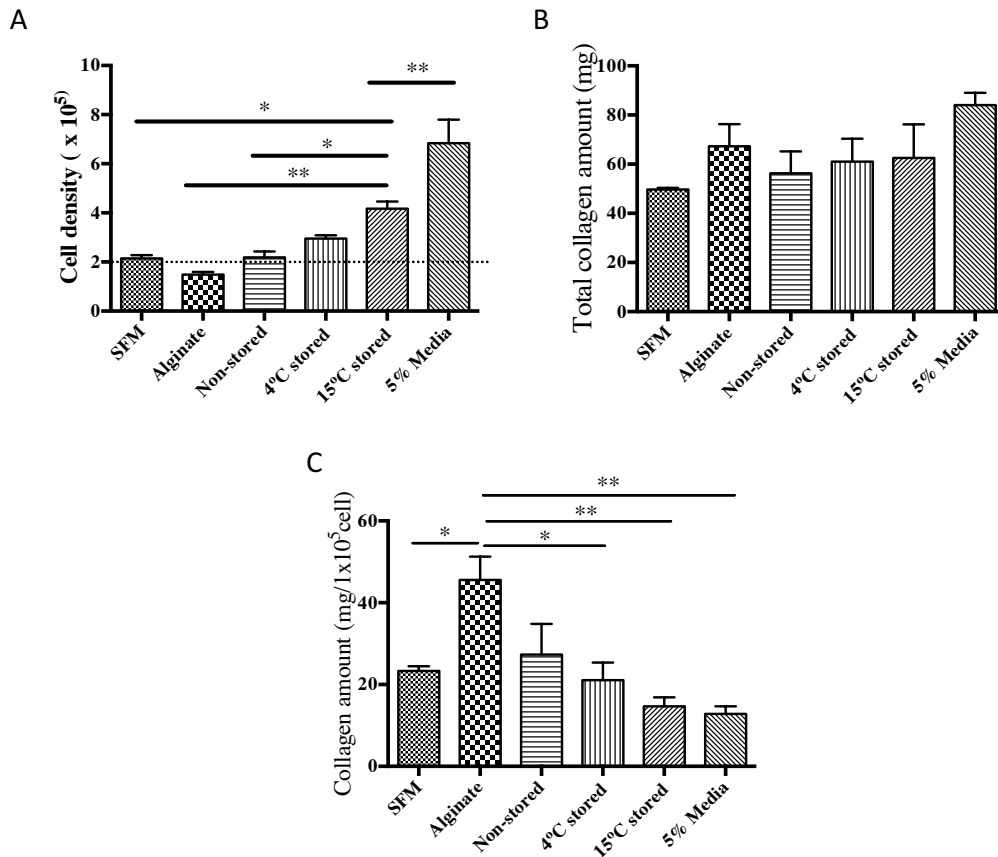 A
Cell density ( x 10⁵)
10
8
6
4
2
0
*
*
**
**
SFM
Alginate
Non-stored
4ºC stored
15ºC stored
5% Media
B
Total collagen amount (mg)
100
80
60
40
20
0
SFM
Alginate
Non-stored
4ºC stored
15ºC stored
5% Media
C
Collagen amount (mg/1x10⁵cell)
60
40
20
0
*
**
**
*
SFM
Alginate
Non-stored
4ºC stored
15ºC stored
5% Media